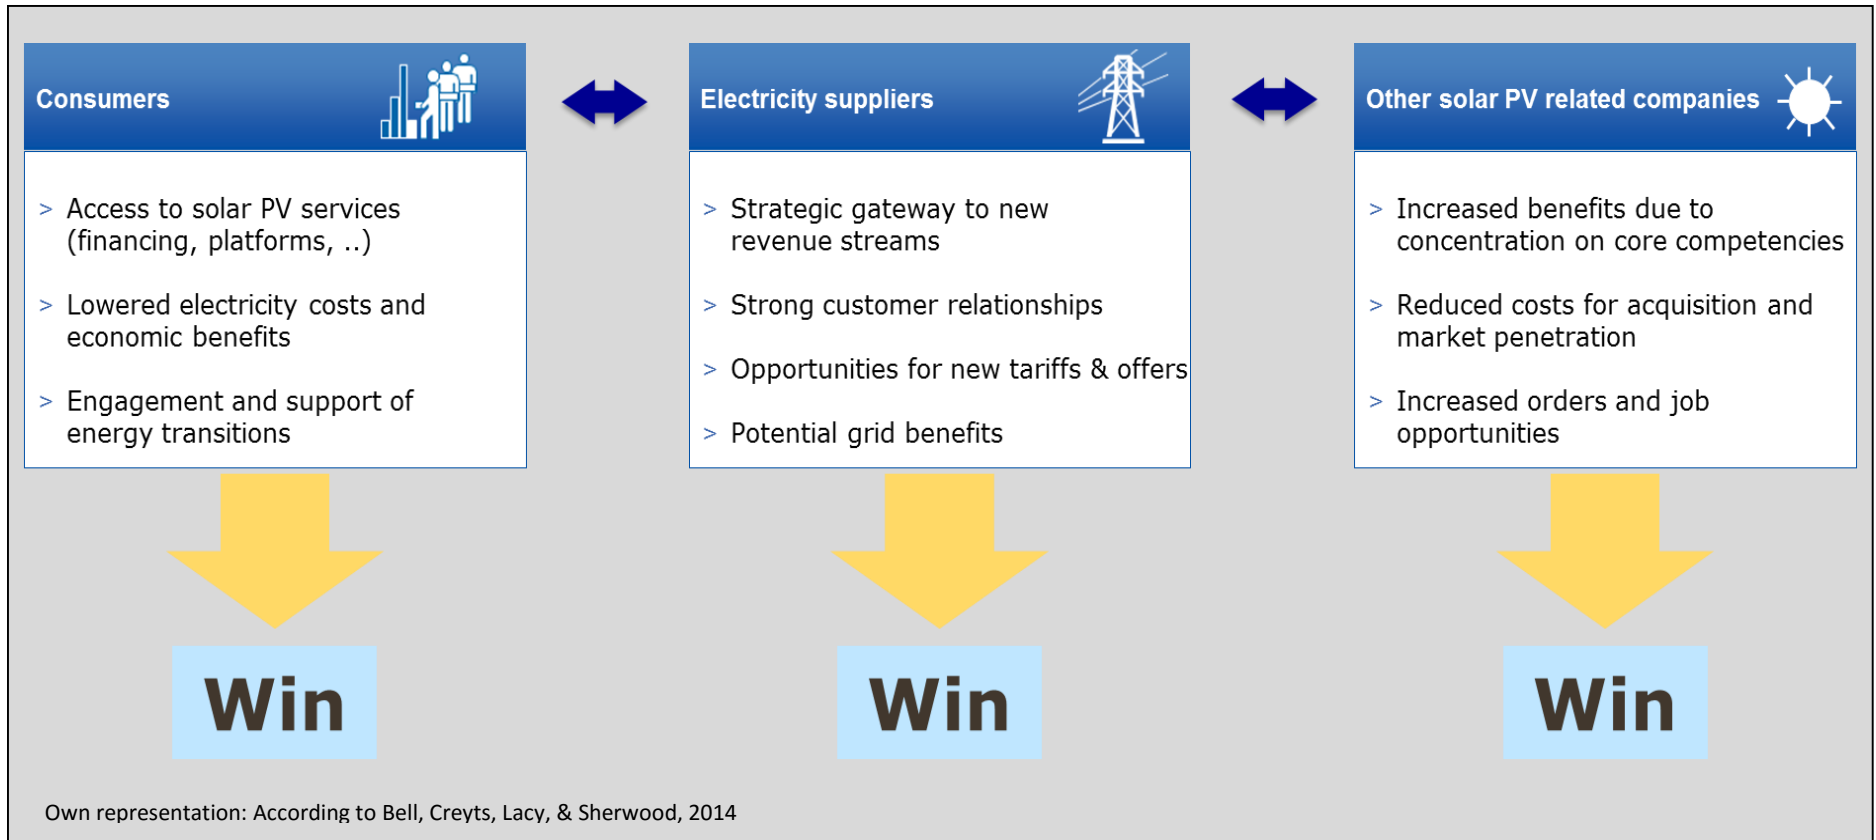 Consumers
> Access to solar PV services
(financing, platforms, ..)
> Lowered electricity costs and
economic benefits
> Engagement and support of
energy transitions
Win
Electricity suppliers
> Strategic gateway to new
revenue streams
> Strong customer relationships
> Opportunities for new tariffs & offers
> Potential grid benefits
Win
Other solar PV related companies
> Increased benefits due to
concentration on core competencies
> Reduced costs for acquisition and
market penetration
> Increased orders and job
opportunities
Win
Own representation: According to Bell, Creyts, Lacy, & Sherwood, 2014